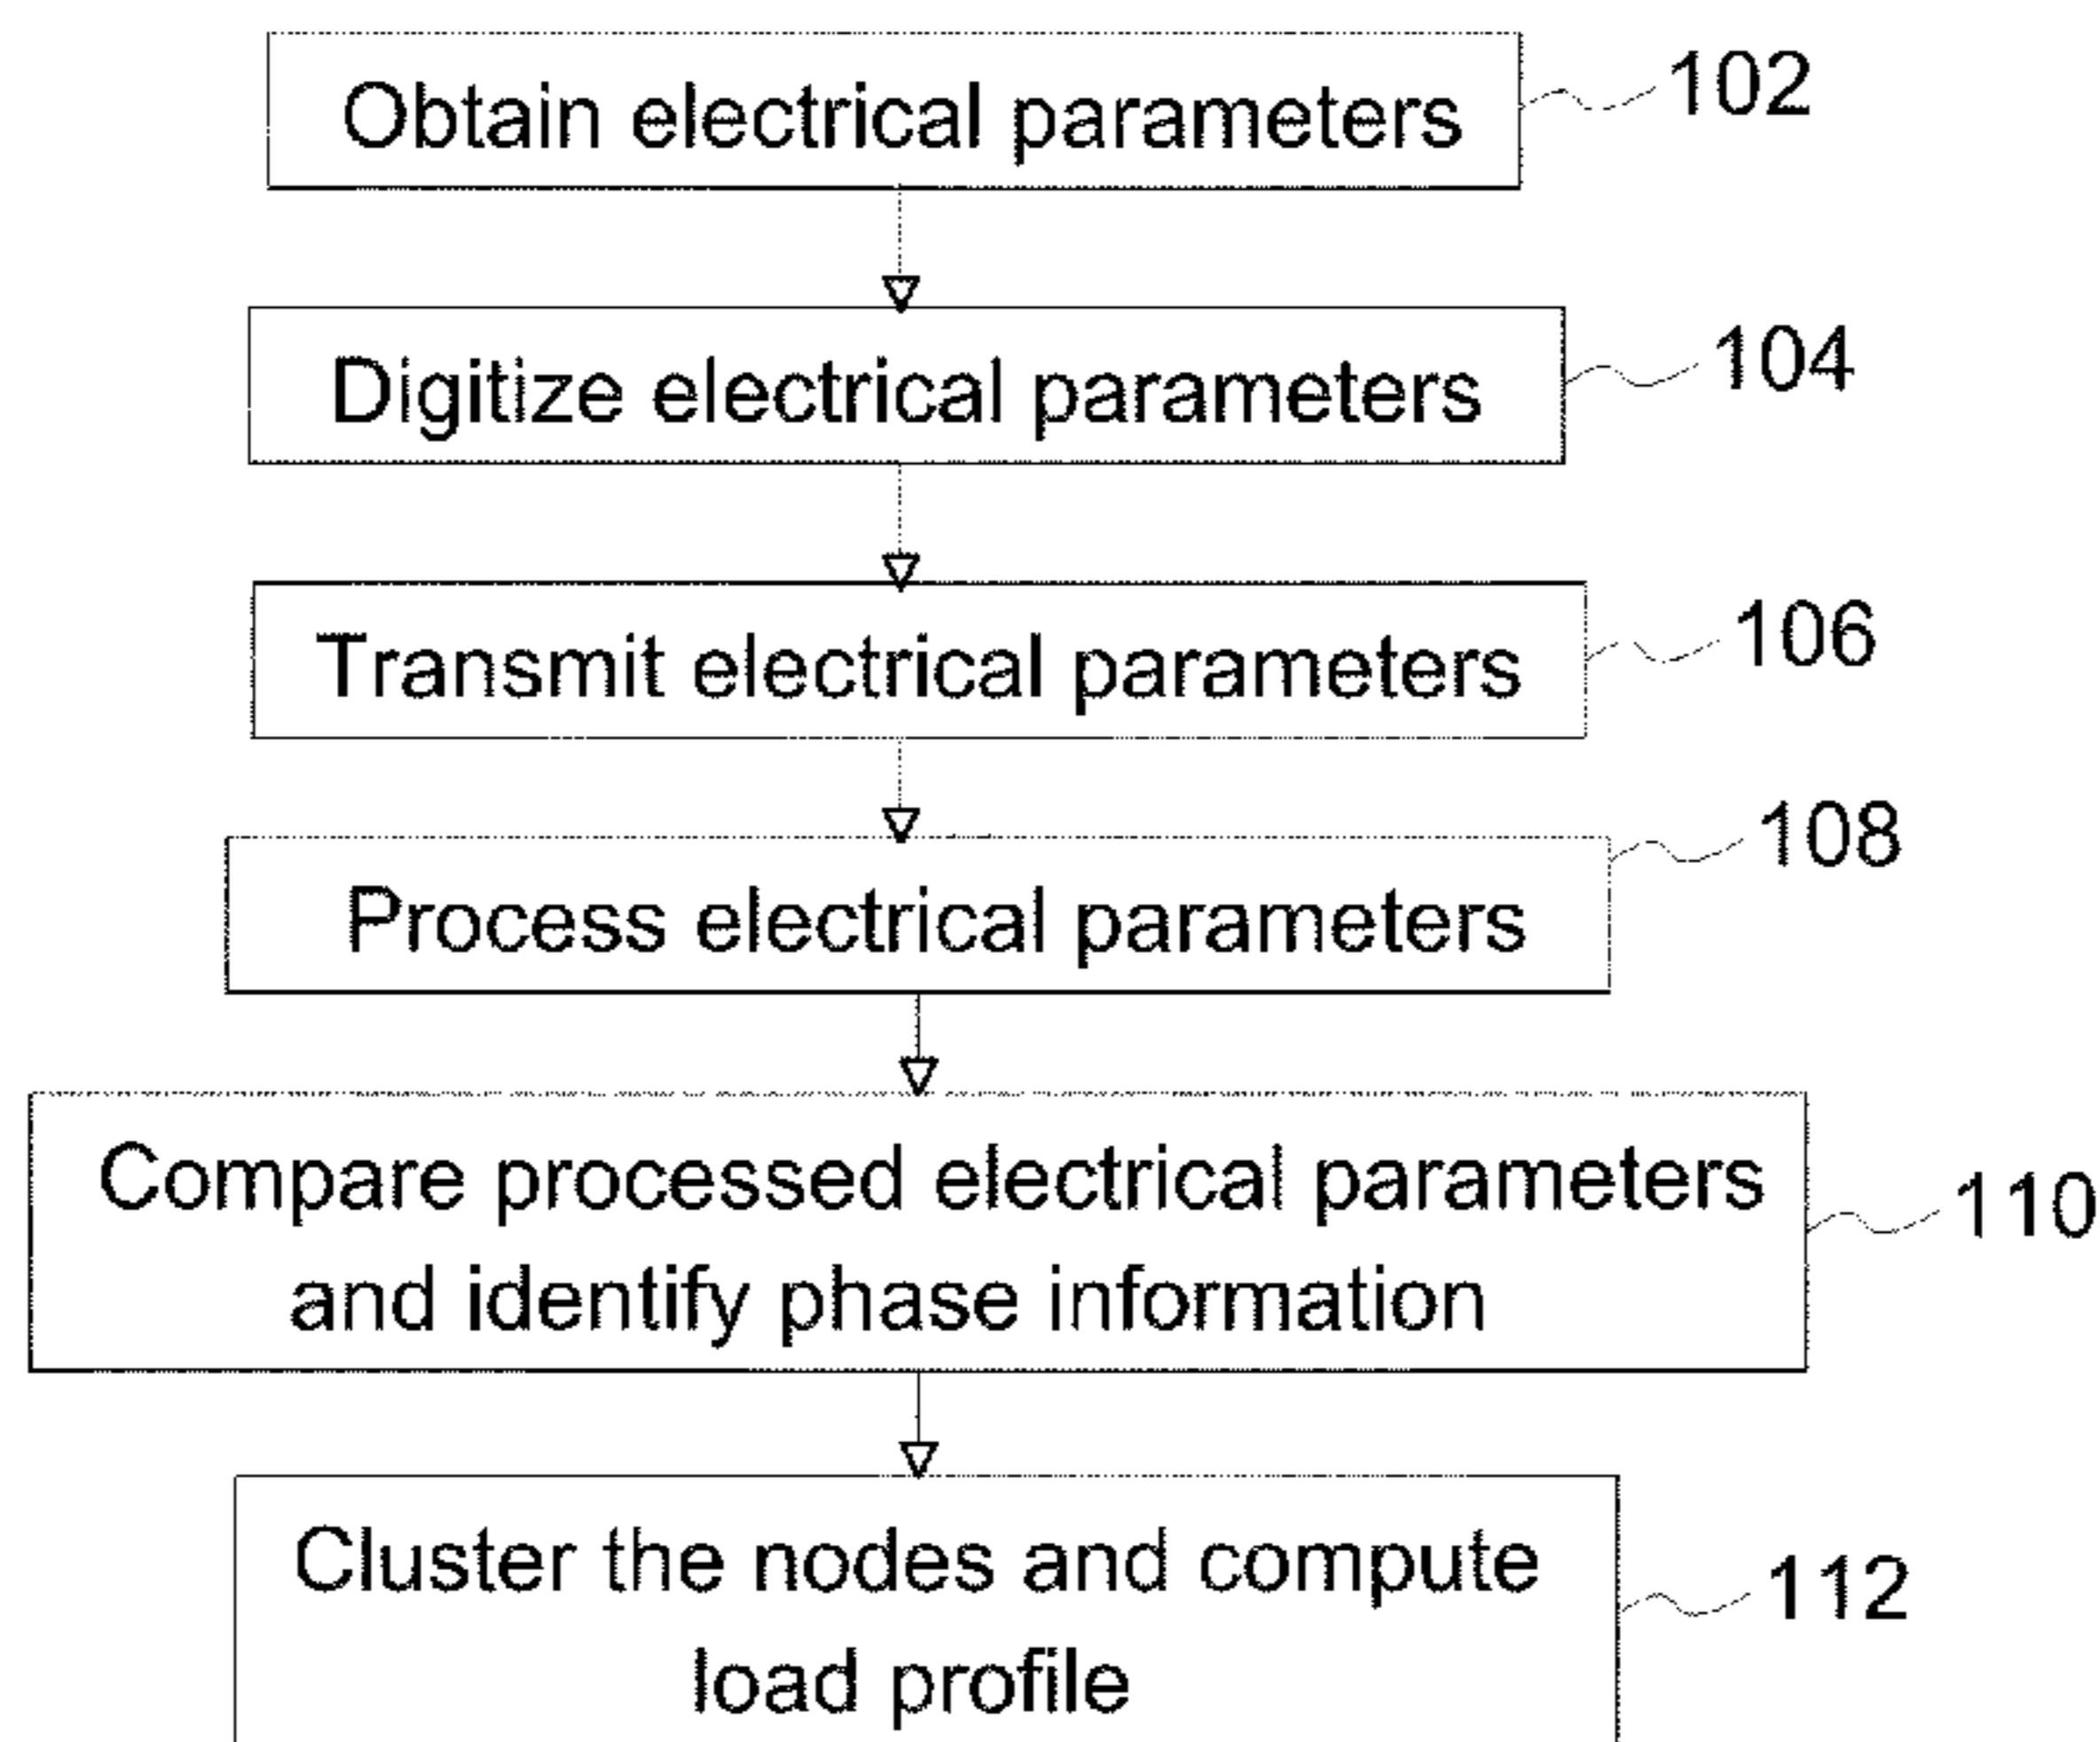 Obtain electrical parameters
102
Digitize electrical parameters
104
Transmit electrical parameters
106
Process electrical parameters
108
Compare processed electrical parameters
and identify phase information
110
Cluster the nodes and compute
load profile
112